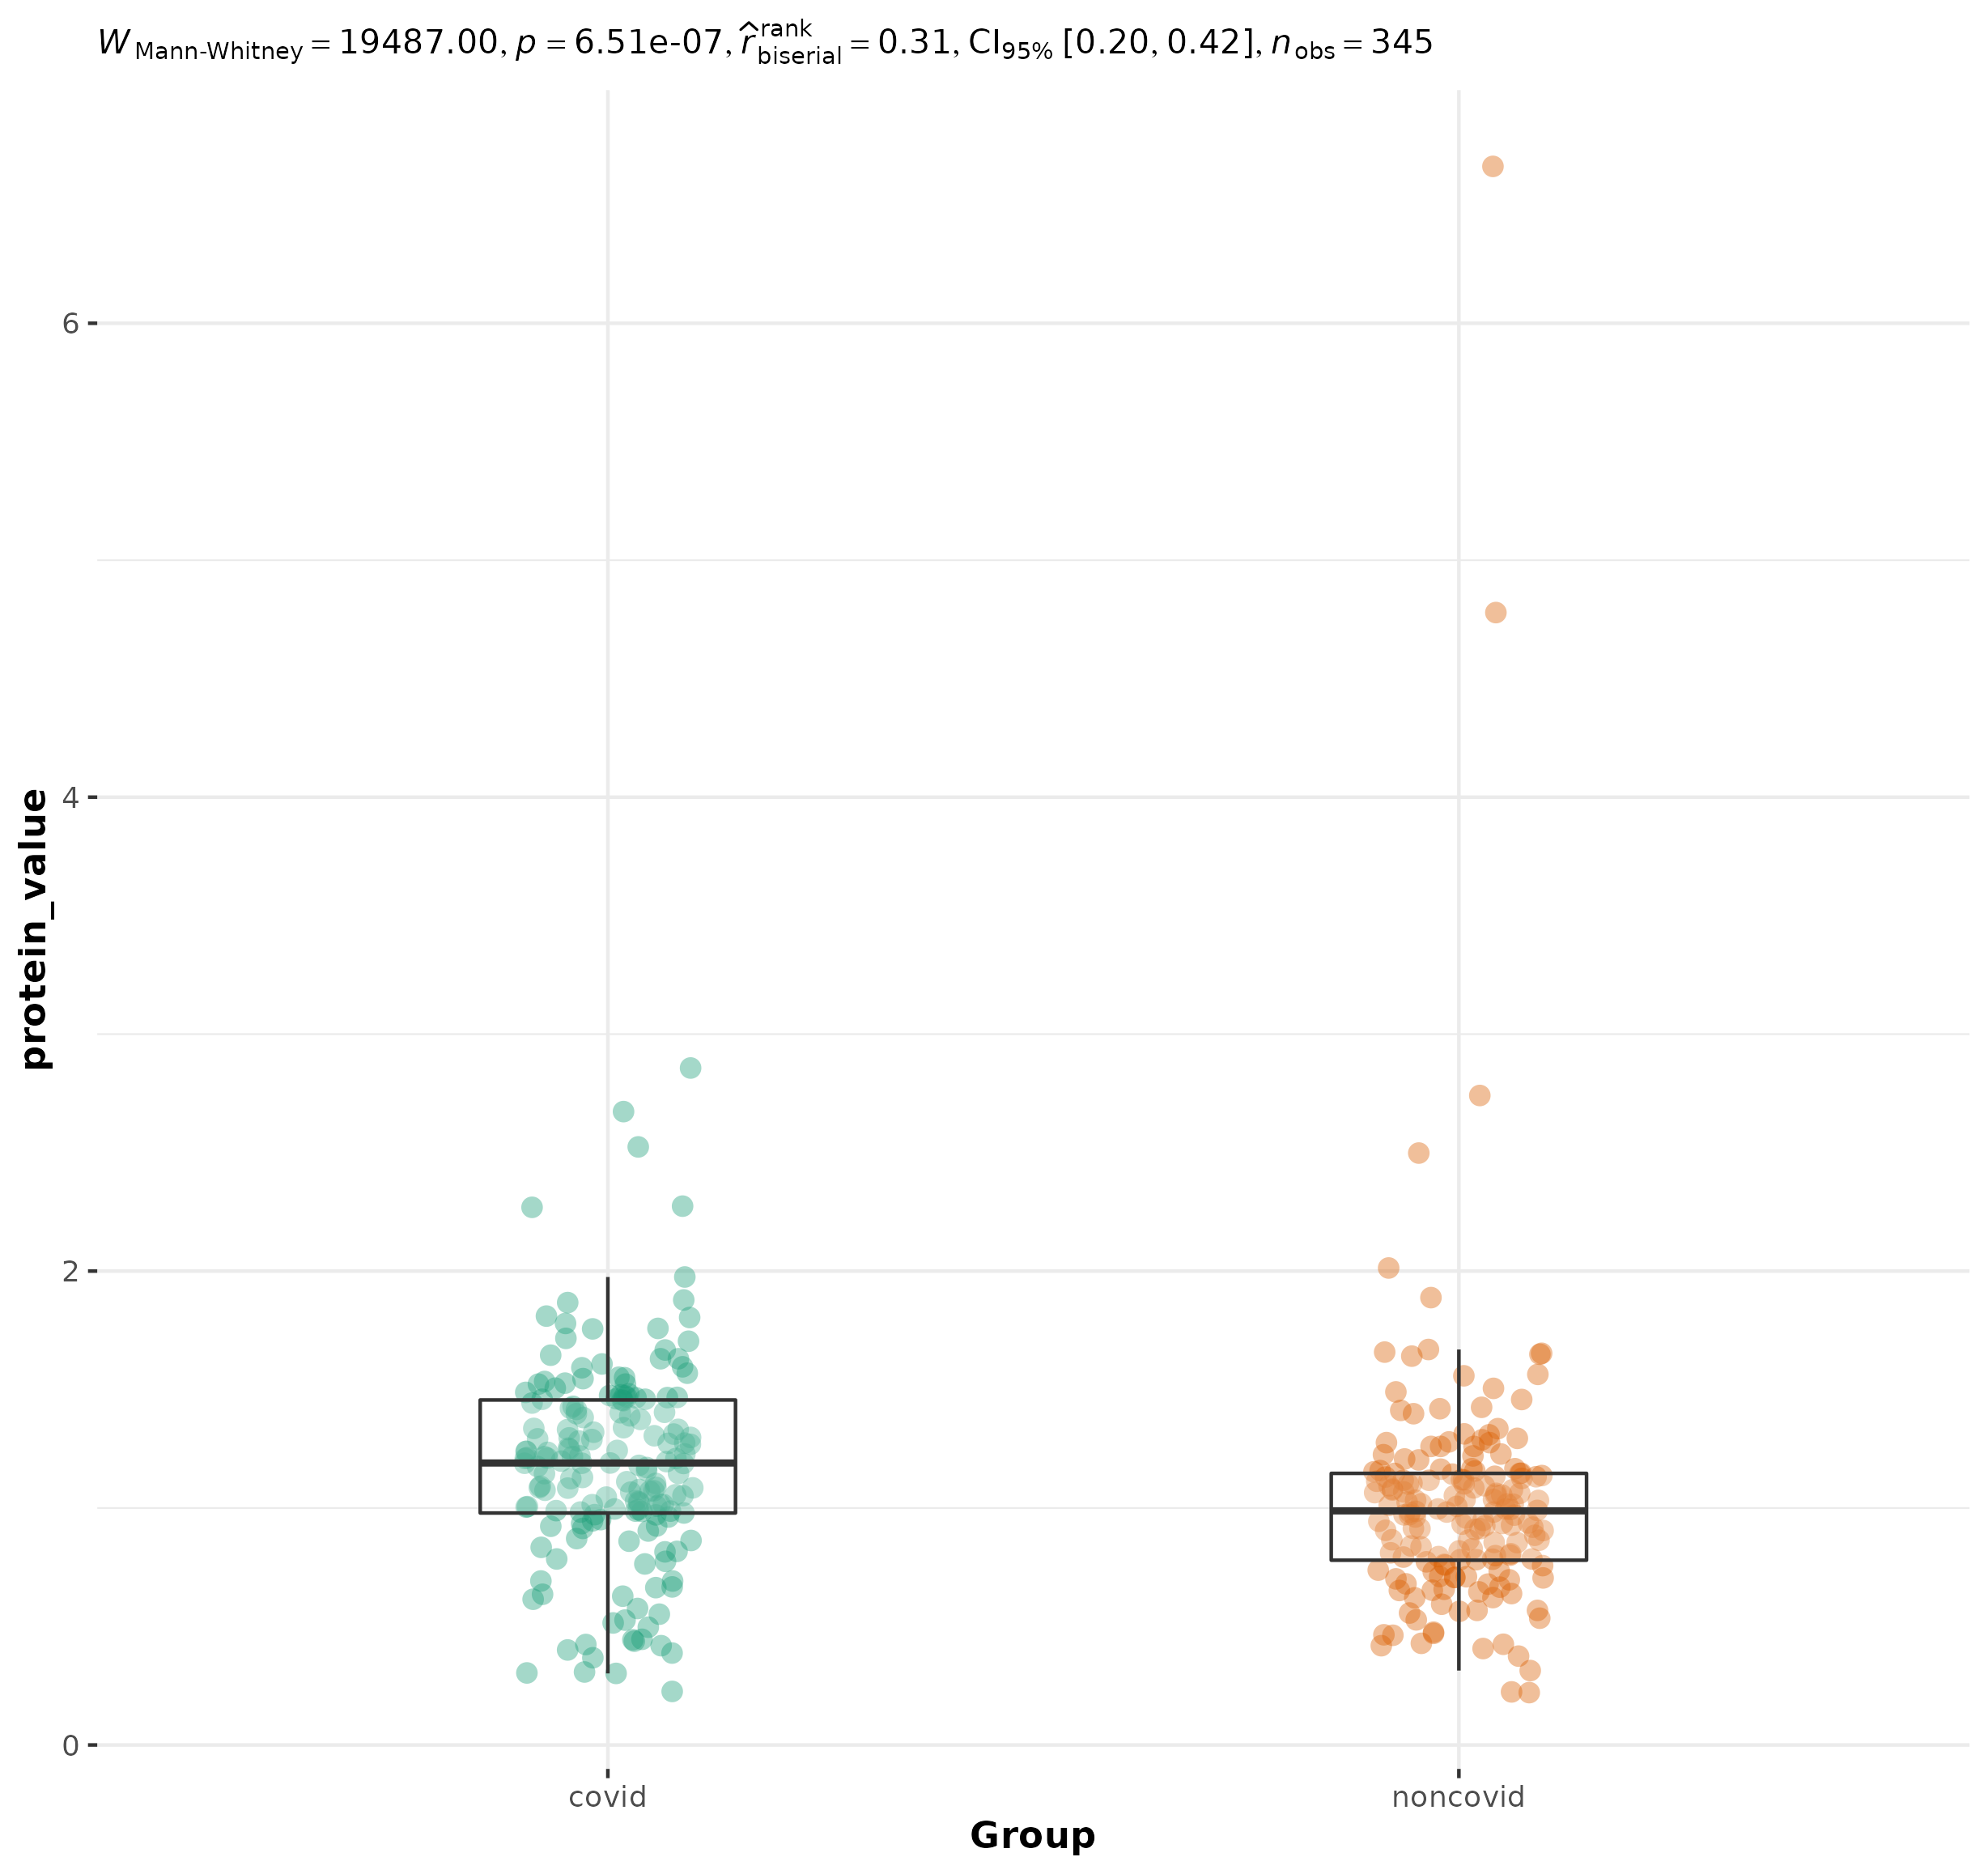 W Mann-Whitney = 19487.00, p = 6.51e-07, r̂ rank biserial = 0.31, CI95% [0.20, 0.42], n obs = 345
6
4
2
0
protein_value
covid noncovid
Group